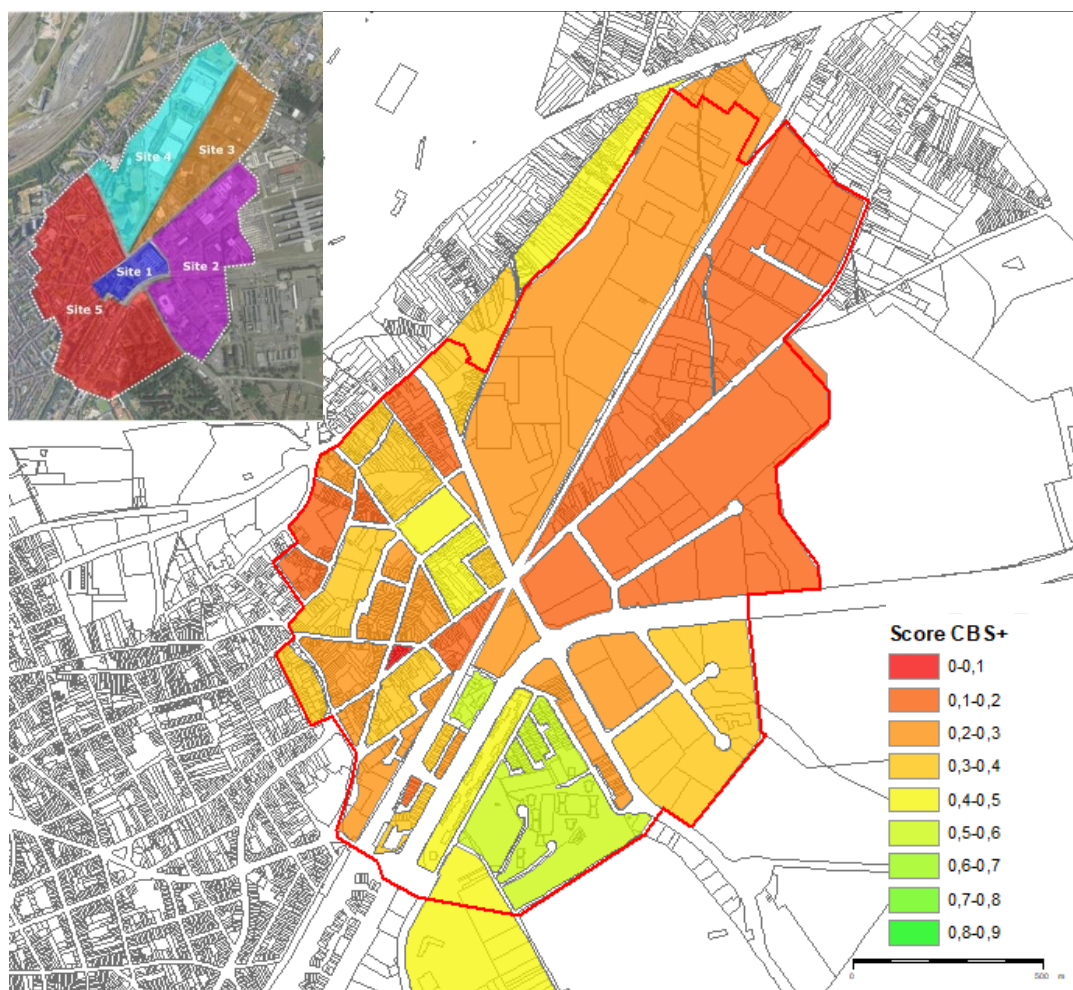 Site 4
Site 3
Site 1
Site 2
Site 5
Score CBS+
0-0,1
0,1-0,2
0,2-0,3
0,3-0,4
0,4-0,5
0,5-0,6
0,6-0,7
0,7-0,8
0,8-0,9
0 500 m